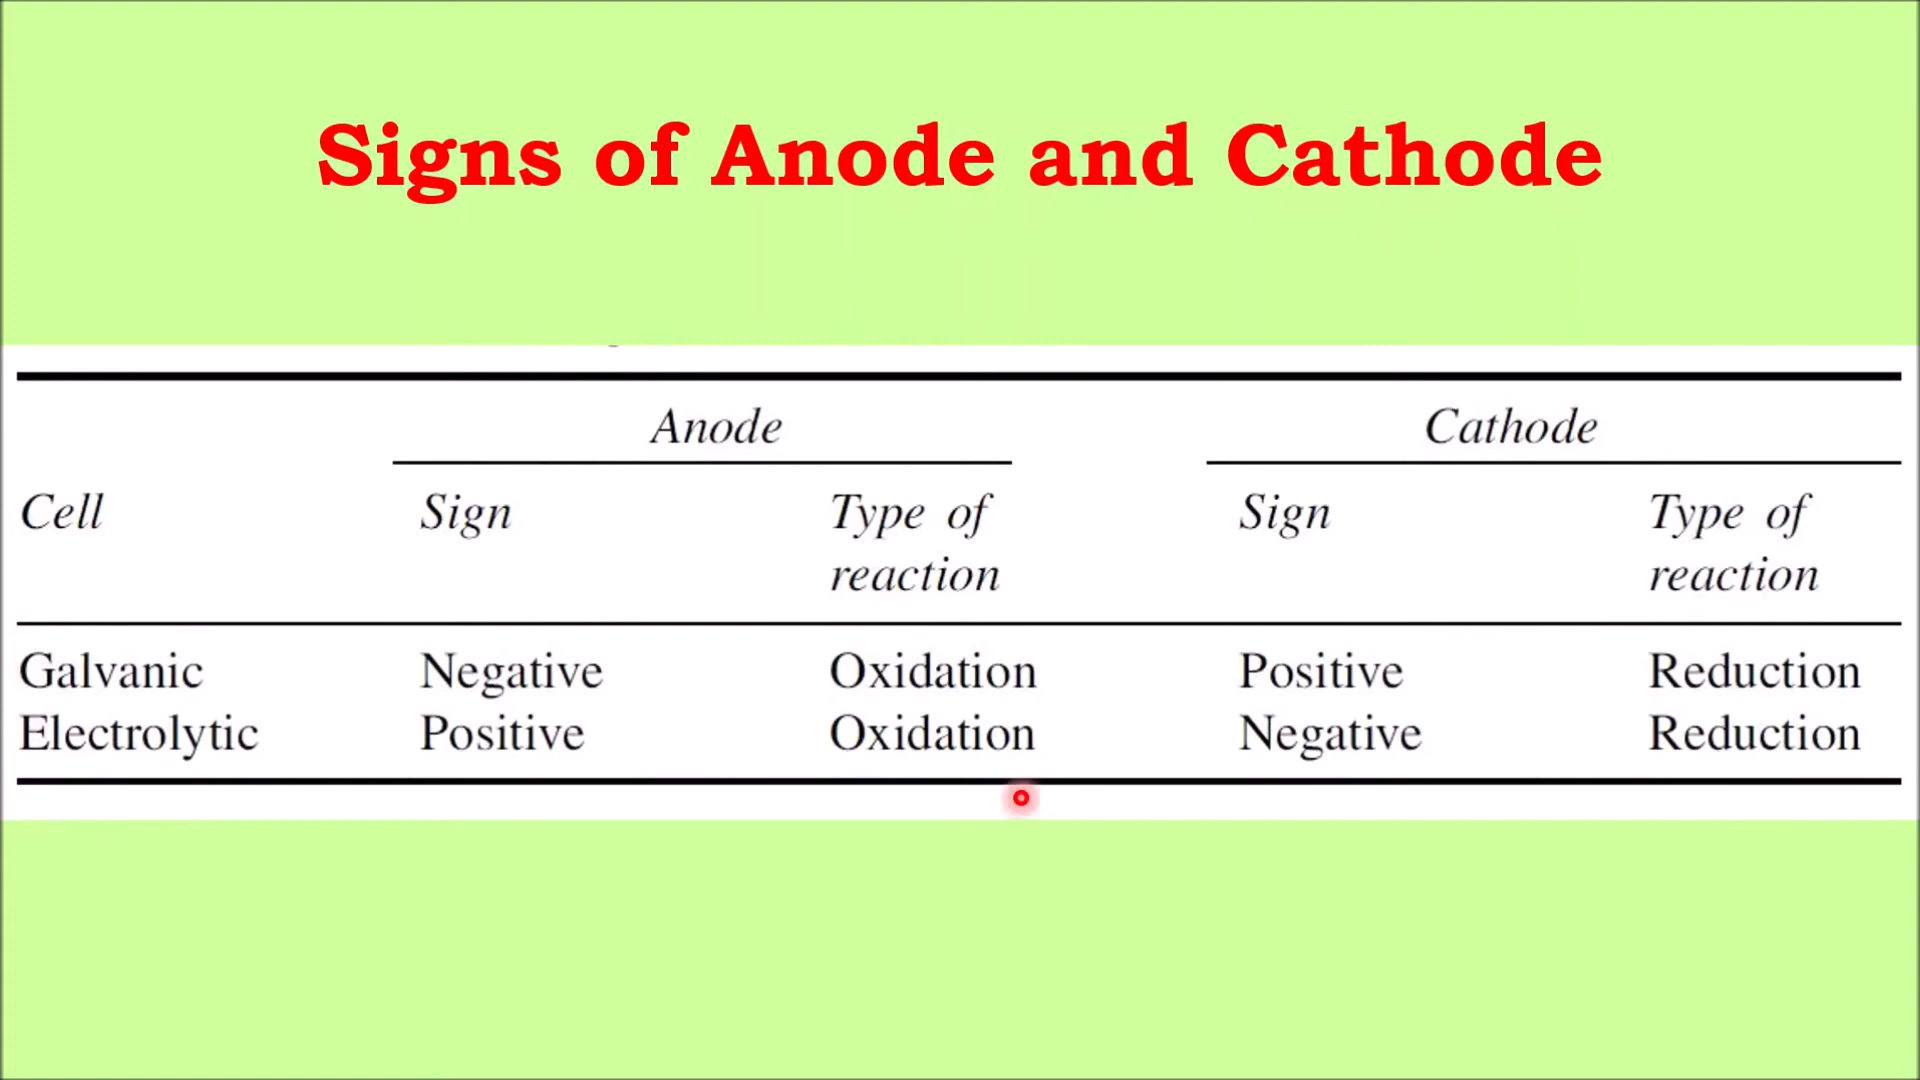 Signs of Anode and Cathode
Anode Cathode
Cell Sign Type of reaction Sign Type of reaction
Galvanic Negative Oxidation Positive Reduction
Electrolytic Positive Oxidation Negative Reduction